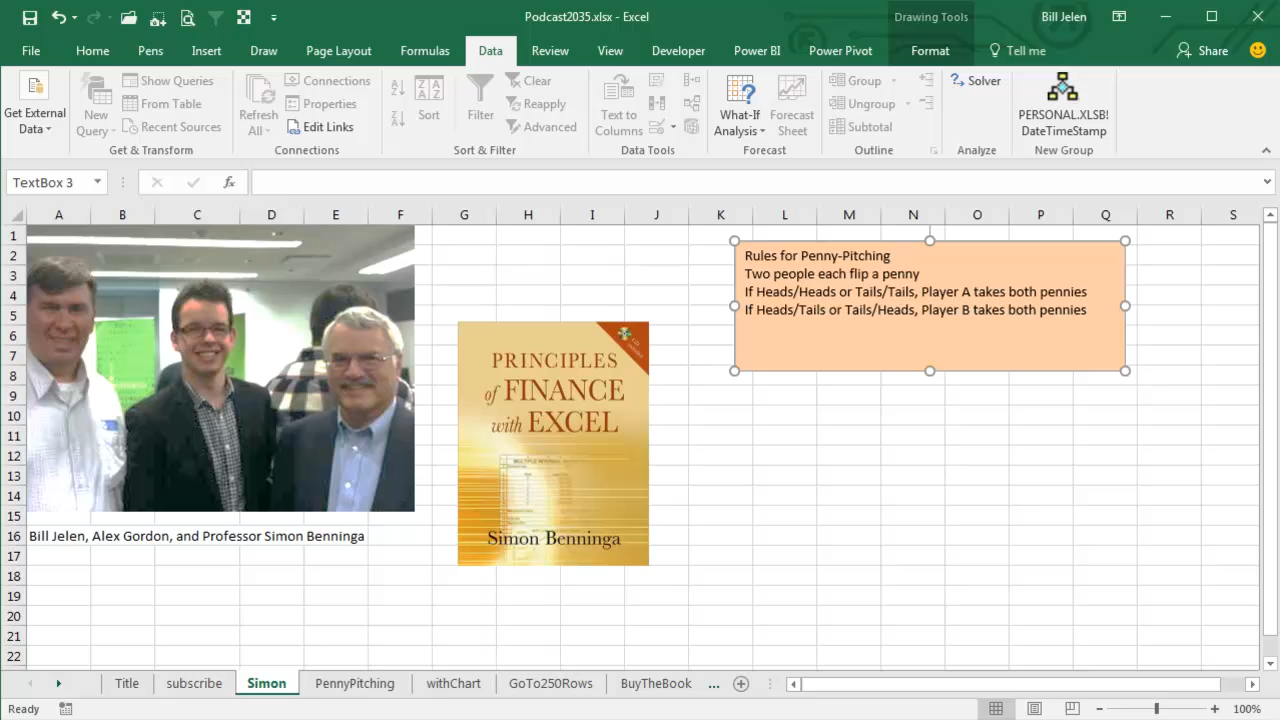 Podcast2035.xlsx - Excel
Drawing Tools
Bill Jelen
File
Home
Pens
Insert
Draw
Page Layout
Formulas
Data
Review
View
Developer
Power BI
Power Pivot
Format
Tell me
Share
Get External Data
New Query
Show Queries
From Table
Recent Sources
Refresh All
Connections
Properties
Edit Links
Sort
Filter
Clear
Reapply
Advanced
Text to Columns
What-If Analysis
Forecast Sheet
Group
Ungroup
Subtotal
Solver
PERSONAL.XLSB!
DateTimeStamp
Get & Transform
Connections
Sort & Filter
Data Tools
Forecast
Outline
Analyze
New Group
TextBox 3
fx
A B C D E F G H I J K L M N O P Q R S
1
2
3
4
5
6
7
8
9
10
11
12
13
14
15
16
17
18
19
20
21
22
Rules for Penny-Pitching
Two people each flip a penny
If Heads/Heads or Tails/Tails, Player A takes both pennies
If Heads/Tails or Tails/Heads, Player B takes both pennies
PRINCIPLES
of FINANCE
with EXCEL
Simon Benninga
Bill Jelen, Alex Gordon, and Professor Simon Benninga
Title
subscribe
Simon
PennyPitching
withChart
GoTo250Rows
BuyTheBook
...
Ready
100%